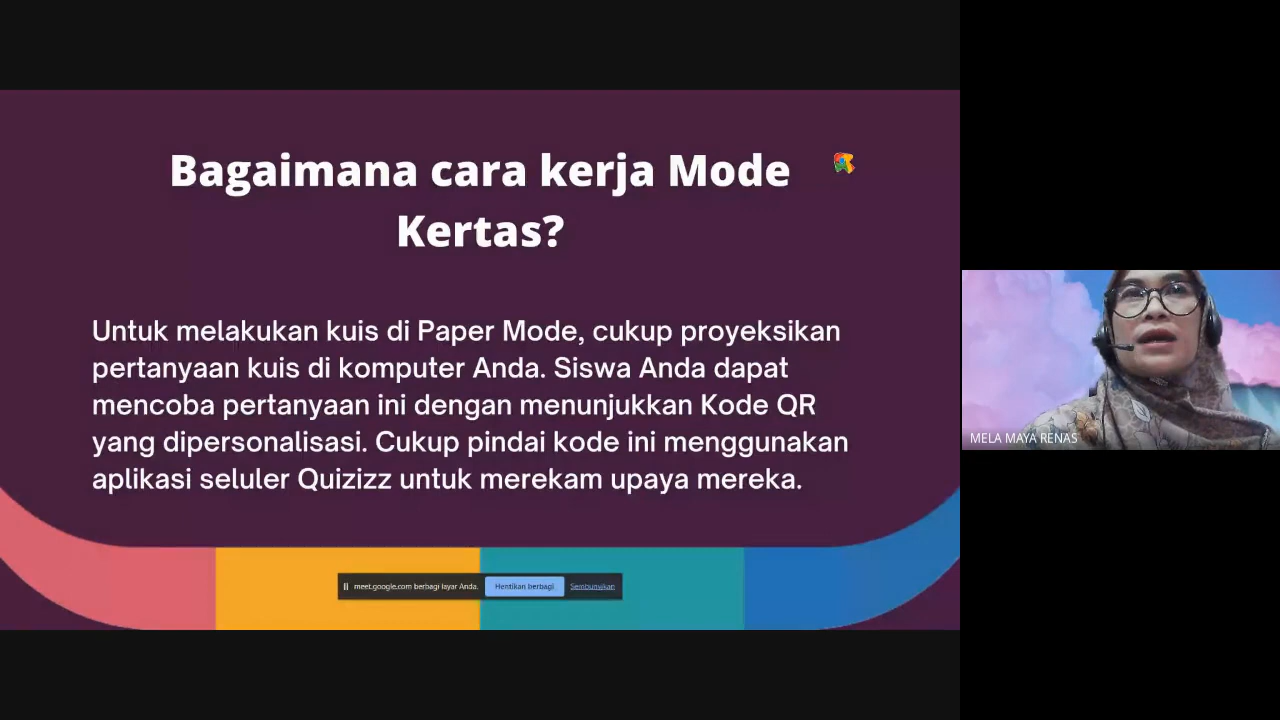 Bagaimana cara kerja Mode
Kertas?
Untuk melakukan kuis di Paper Mode, cukup proyeksikan
pertanyaan kuis di komputer Anda. Siswa Anda dapat
mencoba pertanyaan ini dengan menunjukkan Kode QR
yang dipersonalisasi. Cukup pindai kode ini menggunakan
aplikasi seluler Quizizz untuk merekam upaya mereka.
meet.google.com berbagi layar Anda. Hentikan berbagi Sembunyikan
MELA MAYA RENAS